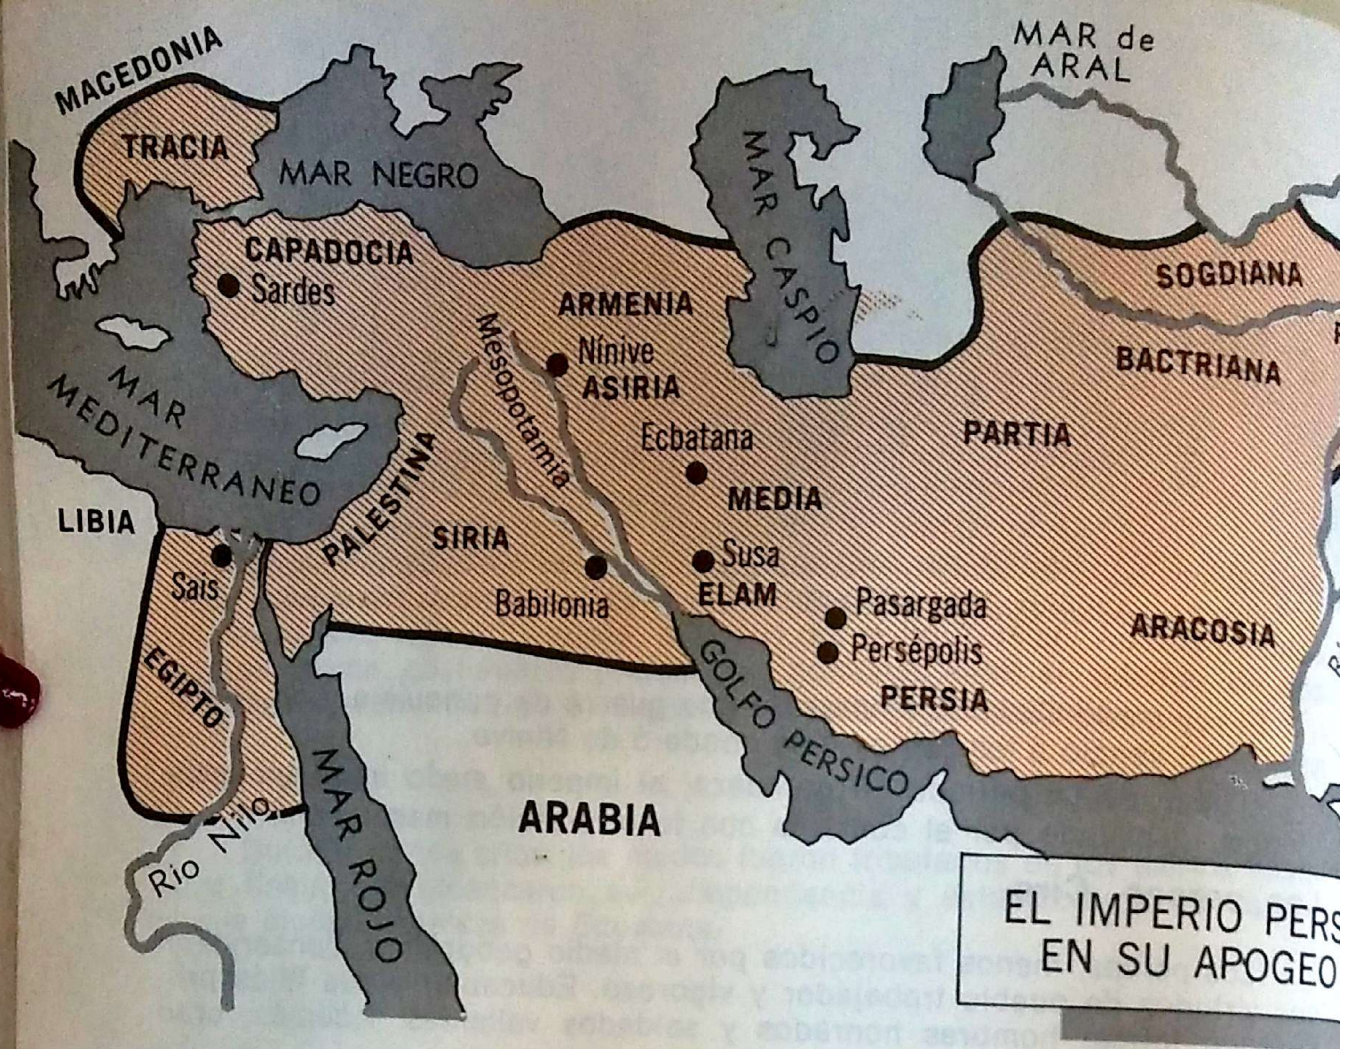 MAR de
ARAL
MACEDONIA
TRACIA
MAR NEGRO
MAR CASPIO
CAPADOCIA
Sardes
SOGDIANA
ARMENIA
Mesopotamia
Nínive
ASIRIA
BACTRIANA
MAR
MEDITERRANEO
Ecbatana
PARTIA
MEDIA
PALESTINA
LIBIA
SIRIA
Susa
ELAM
Sais
Babilonia
Pasargada
Persépolis
ARACOSIA
PERSIA
EGIPTO
GOLFO PERSICO
MAR ROJO
ARABIA
Rio Nilo
EL IMPERIO PERS
EN SU APOGEO